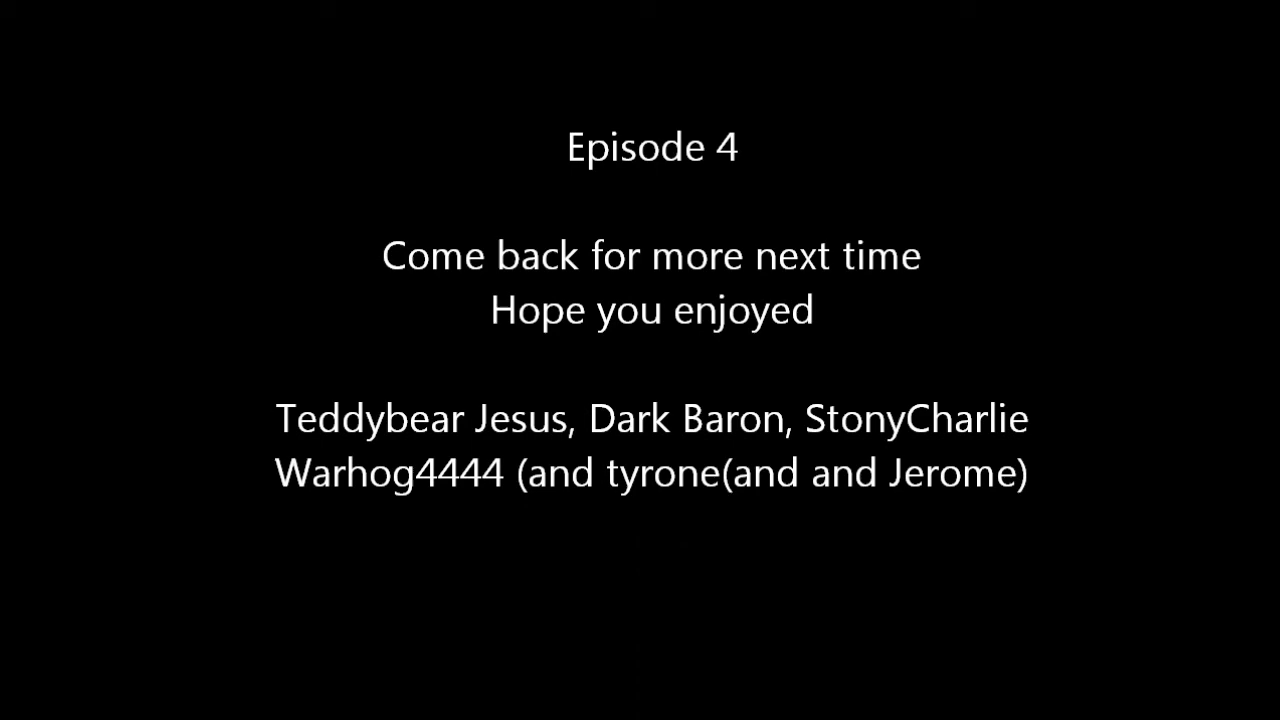 Episode 4
Come back for more next time
Hope you enjoyed
Teddybear Jesus, Dark Baron, StonyCharlie
Warhog4444 (and tyrone(and and Jerome)